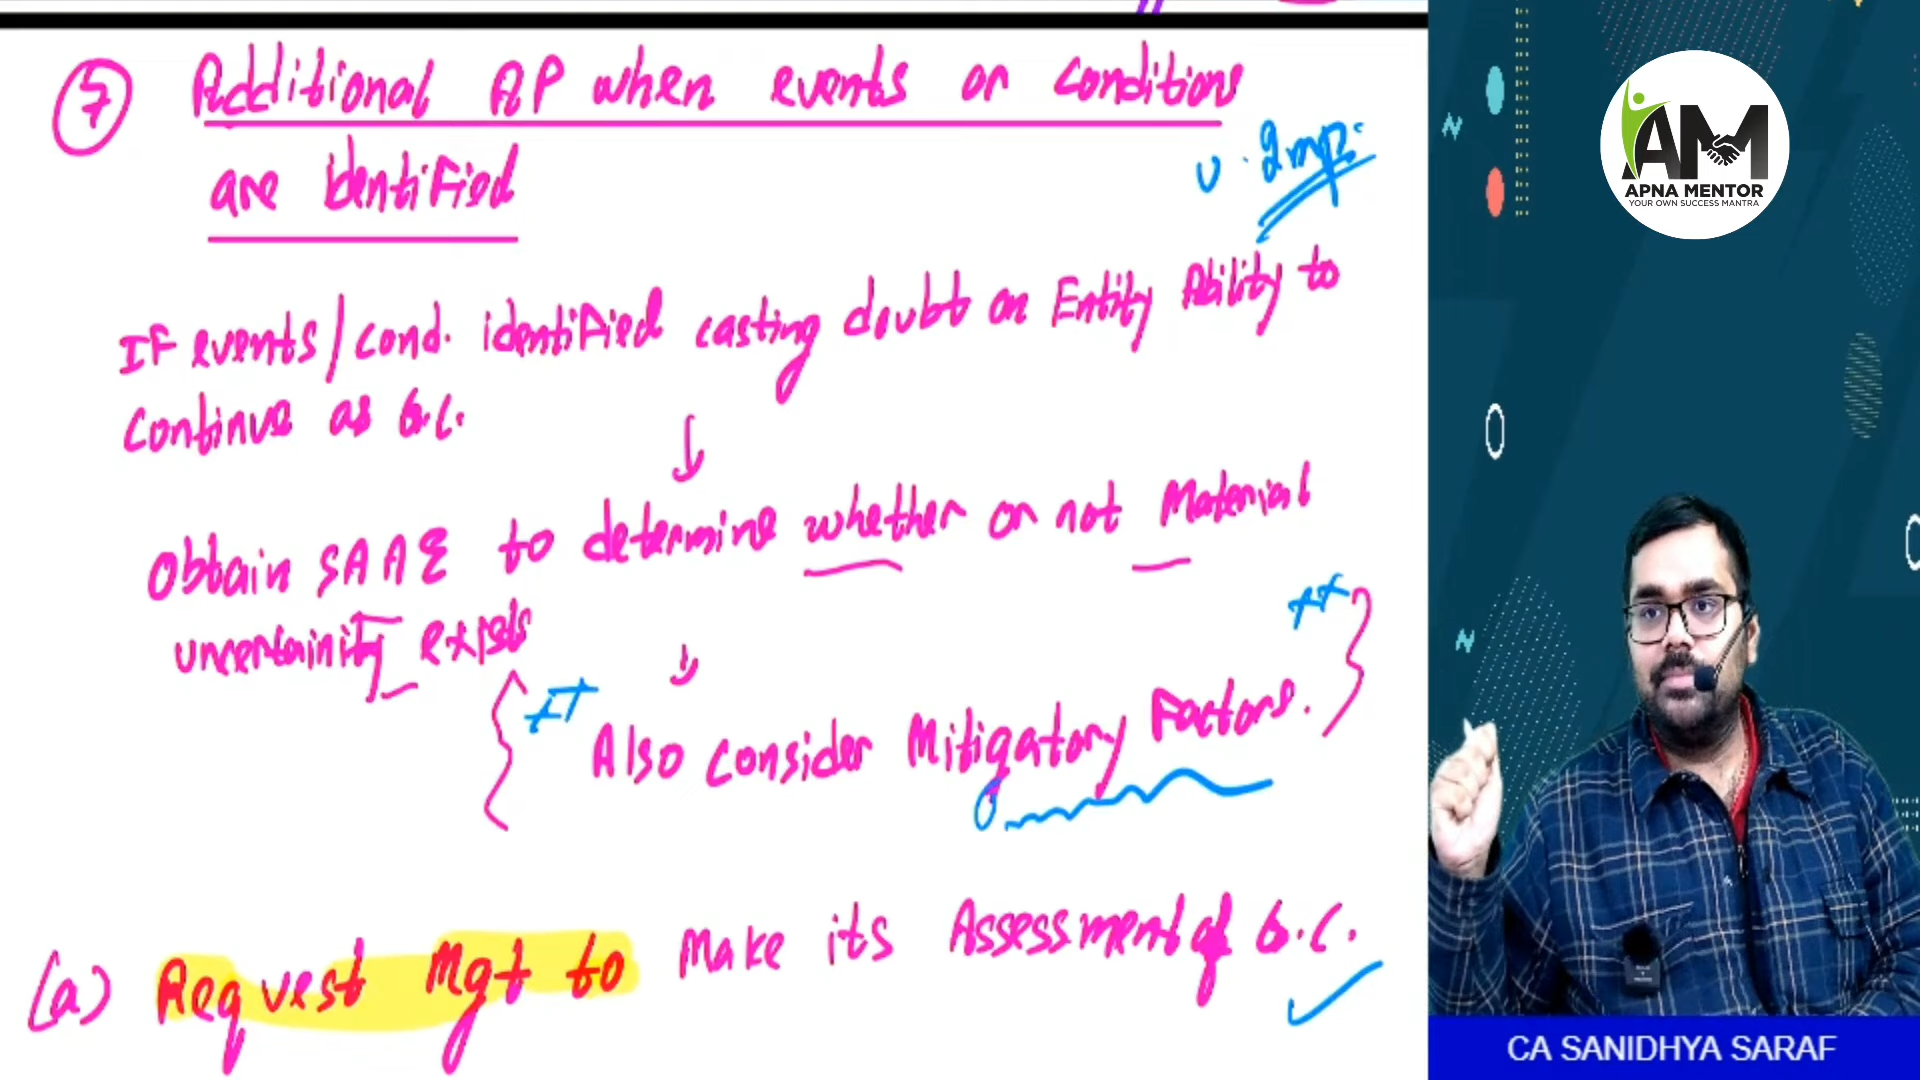 7 Additional AP when events or conditions
are identified
V. Imp.
If events/cond. identified casting doubt on Entity Ability to
continue as G.C.
↓
Obtain SAAE to determine whether or not Material
uncertainity exists
↓
Also consider Mitigatory Factors.
(a) Request Mgt to make its Assessment of G.C.
AM
APNA MENTOR
YOUR OWN SUCCESS MANTRA
CA SANIDHYA SARAF